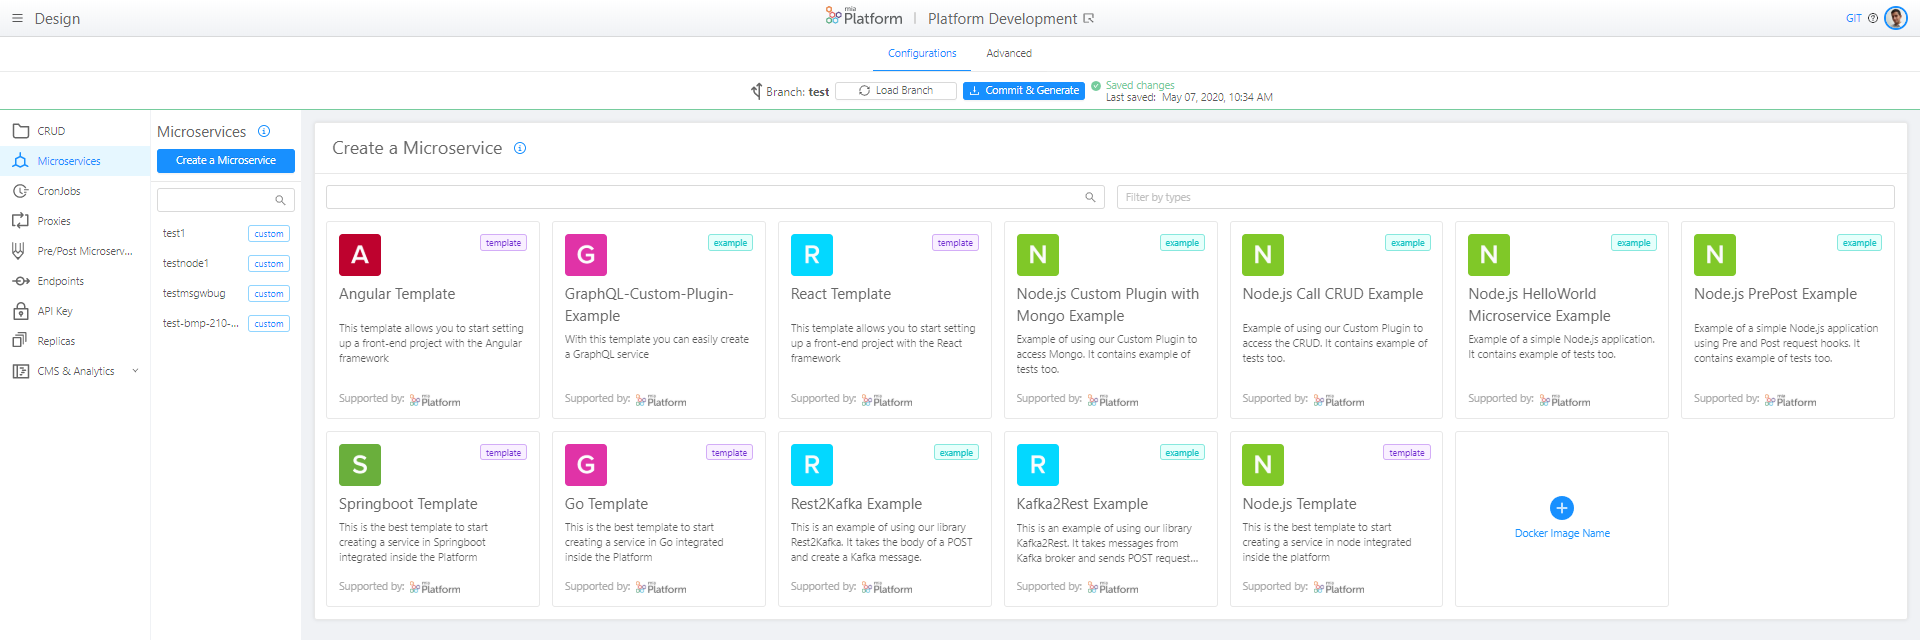 Design
mia
Platform
Platform Development
GIT
Configurations
Advanced
Branch: test
Load Branch
Commit & Generate
Saved changes
Last saved: May 07, 2020, 10:34 AM
CRUD
Microservices
CronJobs
Proxies
Pre/Post Microserv...
Endpoints
API Key
Replicas
CMS & Analytics
Microservices
Create a Microservice
test1
custom
testnode1
custom
testmsgwbug
custom
test-bmp-210-...
custom
Create a Microservice
Filter by types
A
template
Angular Template
This template allows you to start setting
up a front-end project with the Angular
framework
Supported by: mia Platform
G
example
GraphQL-Custom-Plugin-
Example
With this template you can easily create
a GraphQL service
Supported by: mia Platform
R
template
React Template
This template allows you to start setting
up a front-end project with the React
framework
Supported by: mia Platform
N
example
Node.js Custom Plugin with
Mongo Example
Example of using our Custom Plugin to
access Mongo. It contains example of
tests too.
Supported by: mia Platform
N
example
Node.js Call CRUD Example
Example of using our Custom Plugin to
access the CRUD. It contains example of
tests too.
Supported by: mia Platform
N
example
Node.js HelloWorld
Microservice Example
Example of a simple Node.js application.
It contains example of tests too.
Supported by: mia Platform
N
example
Node.js PrePost Example
Example of a simple Node.js application
using Pre and Post request hooks. It
contains example of tests too.
Supported by: mia Platform
S
template
Springboot Template
This is the best template to start
creating a service in Springboot
integrated inside the Platform
Supported by: mia Platform
G
template
Go Template
This is the best template to start
creating a service in Go integrated
inside the Platform
Supported by: mia Platform
R
example
Rest2Kafka Example
This is an example of using our library
Rest2Kafka. It takes the body of a POST
and create a Kafka message.
Supported by: mia Platform
R
example
Kafka2Rest Example
This is an example of using our library
Kafka2Rest. It takes messages from
Kafka broker and sends POST request...
Supported by: mia Platform
N
template
Node.js Template
This is the best template to start
creating a service in node integrated
inside the platform
Supported by: mia Platform
Docker Image Name